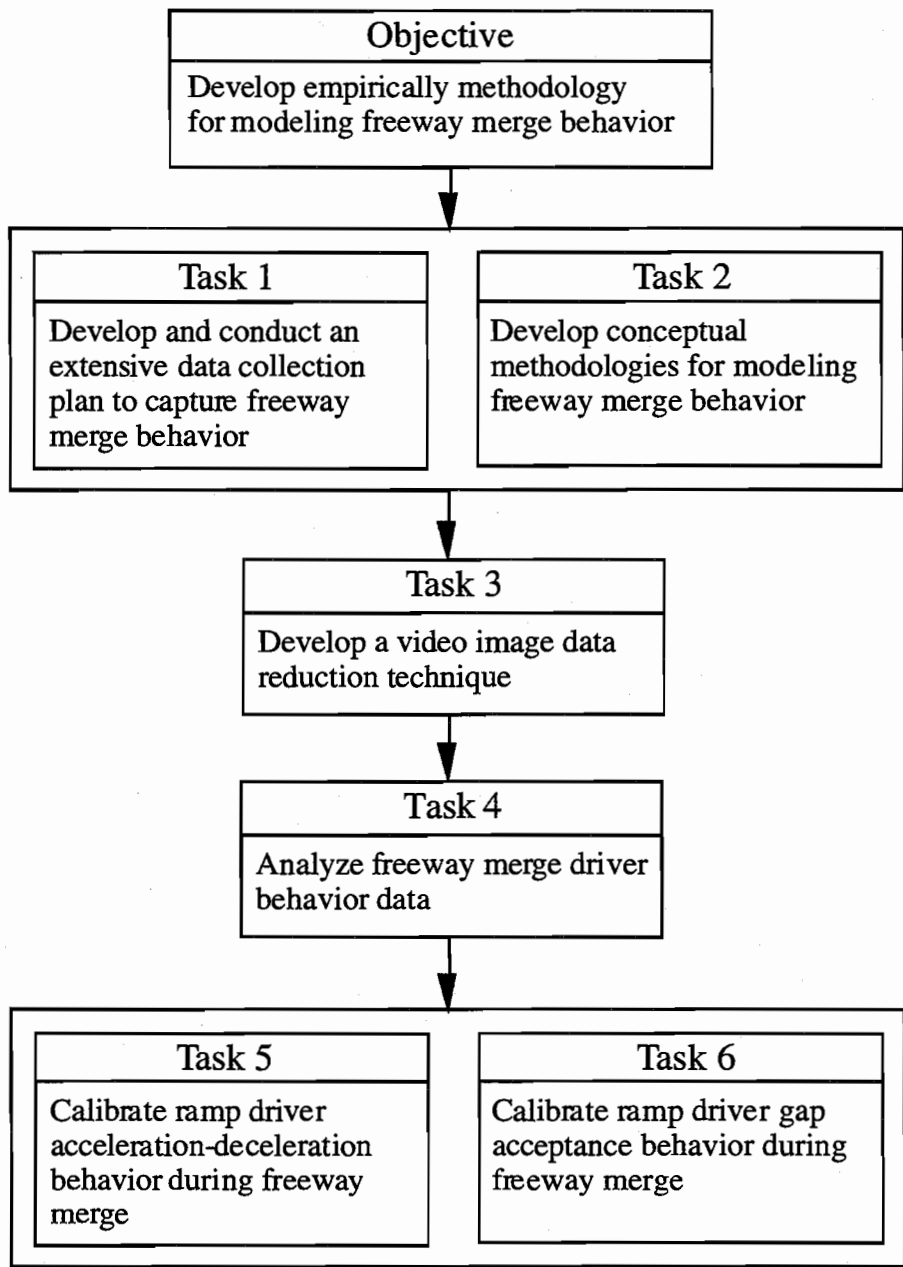 Objective
Develop empirically methodology
for modeling freeway merge behavior
Task 1
Develop and conduct an
extensive data collection
plan to capture freeway
merge behavior
Task 2
Develop conceptual
methodologies for modeling
freeway merge behavior
Task 3
Develop a video image data
reduction technique
Task 4
Analyze freeway merge driver
behavior data
Task 5
Calibrate ramp driver
acceleration-deceleration
behavior during freeway
merge
Task 6
Calibrate ramp driver gap
acceptance behavior during
freeway merge